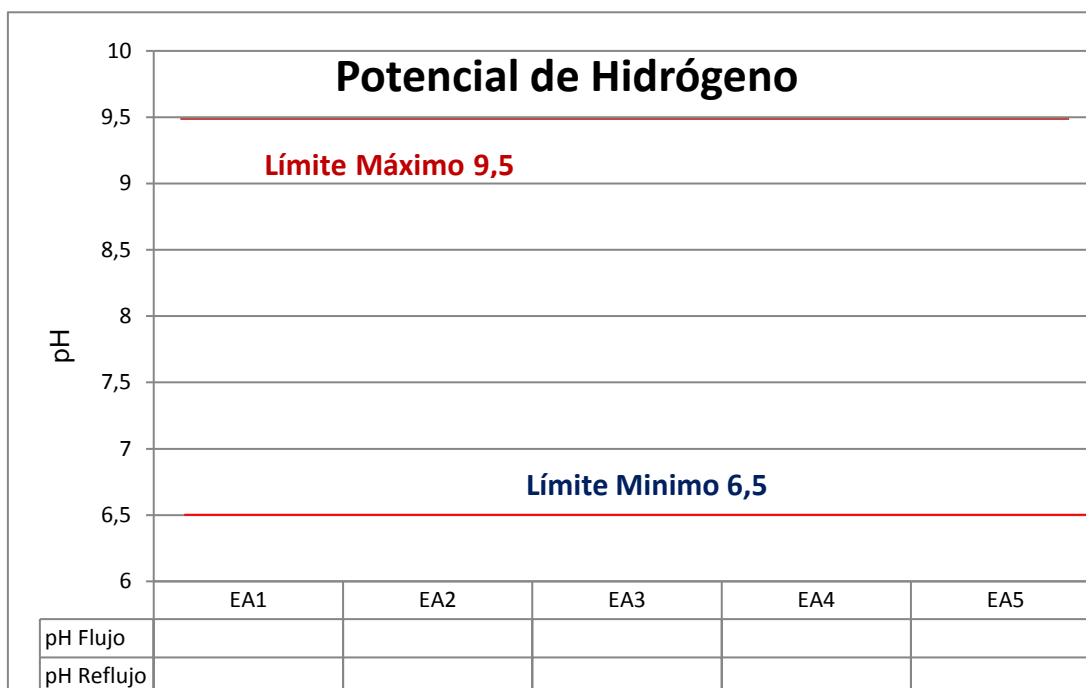 Potencial de Hidrógeno
10
9,5
Límite Máximo 9,5
9
8,5
8
pH
7,5
7
Límite Minimo 6,5
6,5
6
EA1 EA2 EA3 EA4 EA5
pH Flujo
pH Reflujo